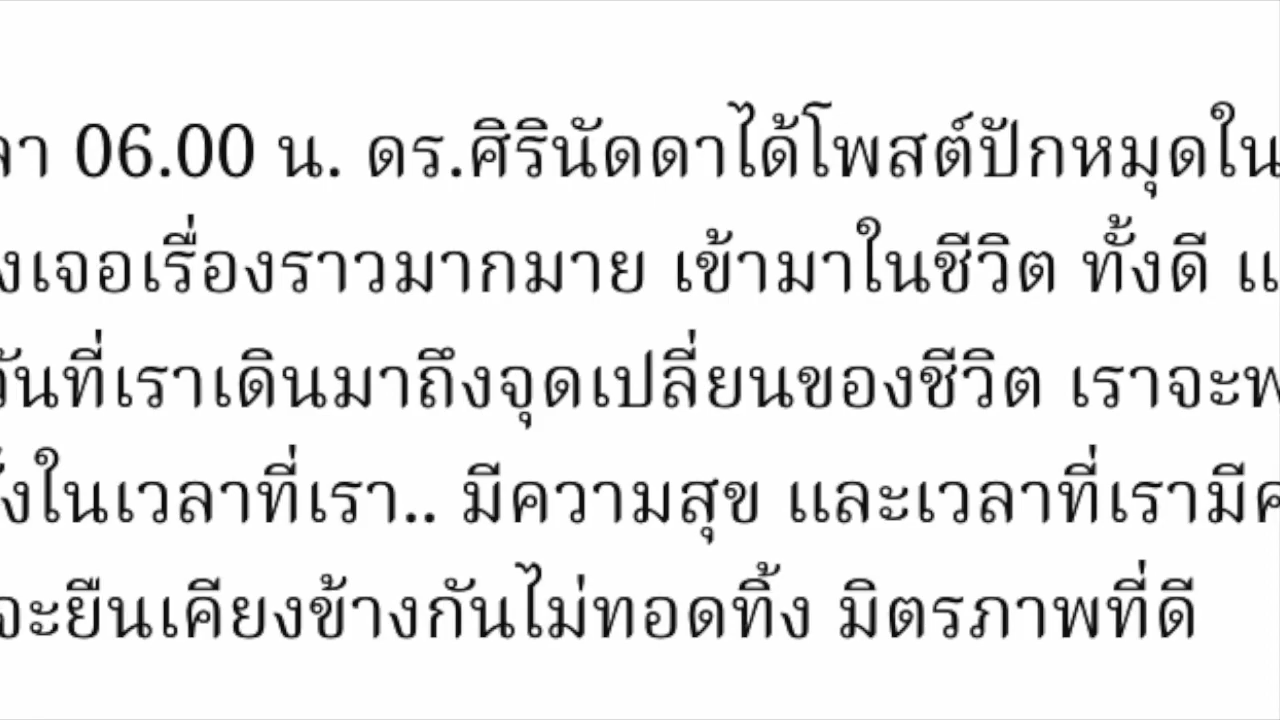 06.00 น. ดร.ศิรินัดดาได้โพสต์ปักหมุดใน
งเจอเรื่องราวมากมาย เข้ามาในชีวิต ทั้งดี
วันที่เราเดินมาถึงจุดเปลี่ยนของชีวิต เราจะ
ในเวลาที่เรา.. มีความสุข และเวลาที่เรามี
จะยืนเคียงข้างกันไม่ทอดทิ้ง มิตรภาพที่ดี